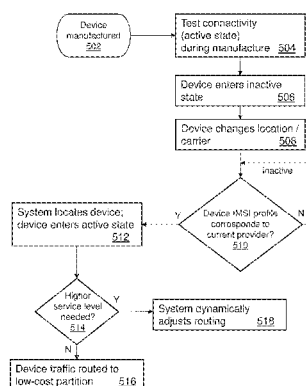 Device
manufactured
502
Test connectivity
(active state)
during manufacture 504
Device enters inactive
state 506
Device changes location /
carrier 508
inactive
Device IMSI profile
corresponds to
current provider?
510
Y
N
System locates device;
device enters active state
512
Higher
service level
needed?
514
Y
System dynamically
adjusts routing 518
N
Device traffic routed to
low-cost partition 516